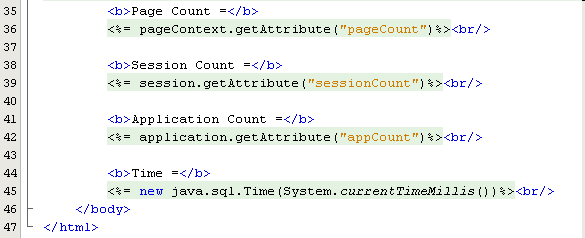 35 <b>Page Count =</b>
36 <%= pageContext.getAttribute("pageCount")%><br/>
37
38 <b>Session Count =</b>
39 <%= session.getAttribute("sessionCount")%><br/>
40
41 <b>Application Count =</b>
42 <%= application.getAttribute("appCount")%><br/>
43
44 <b>Time =</b>
45 <%= new java.sql.Time(System.currentTimeMillis())%><br/>
46 </body>
47 </html>